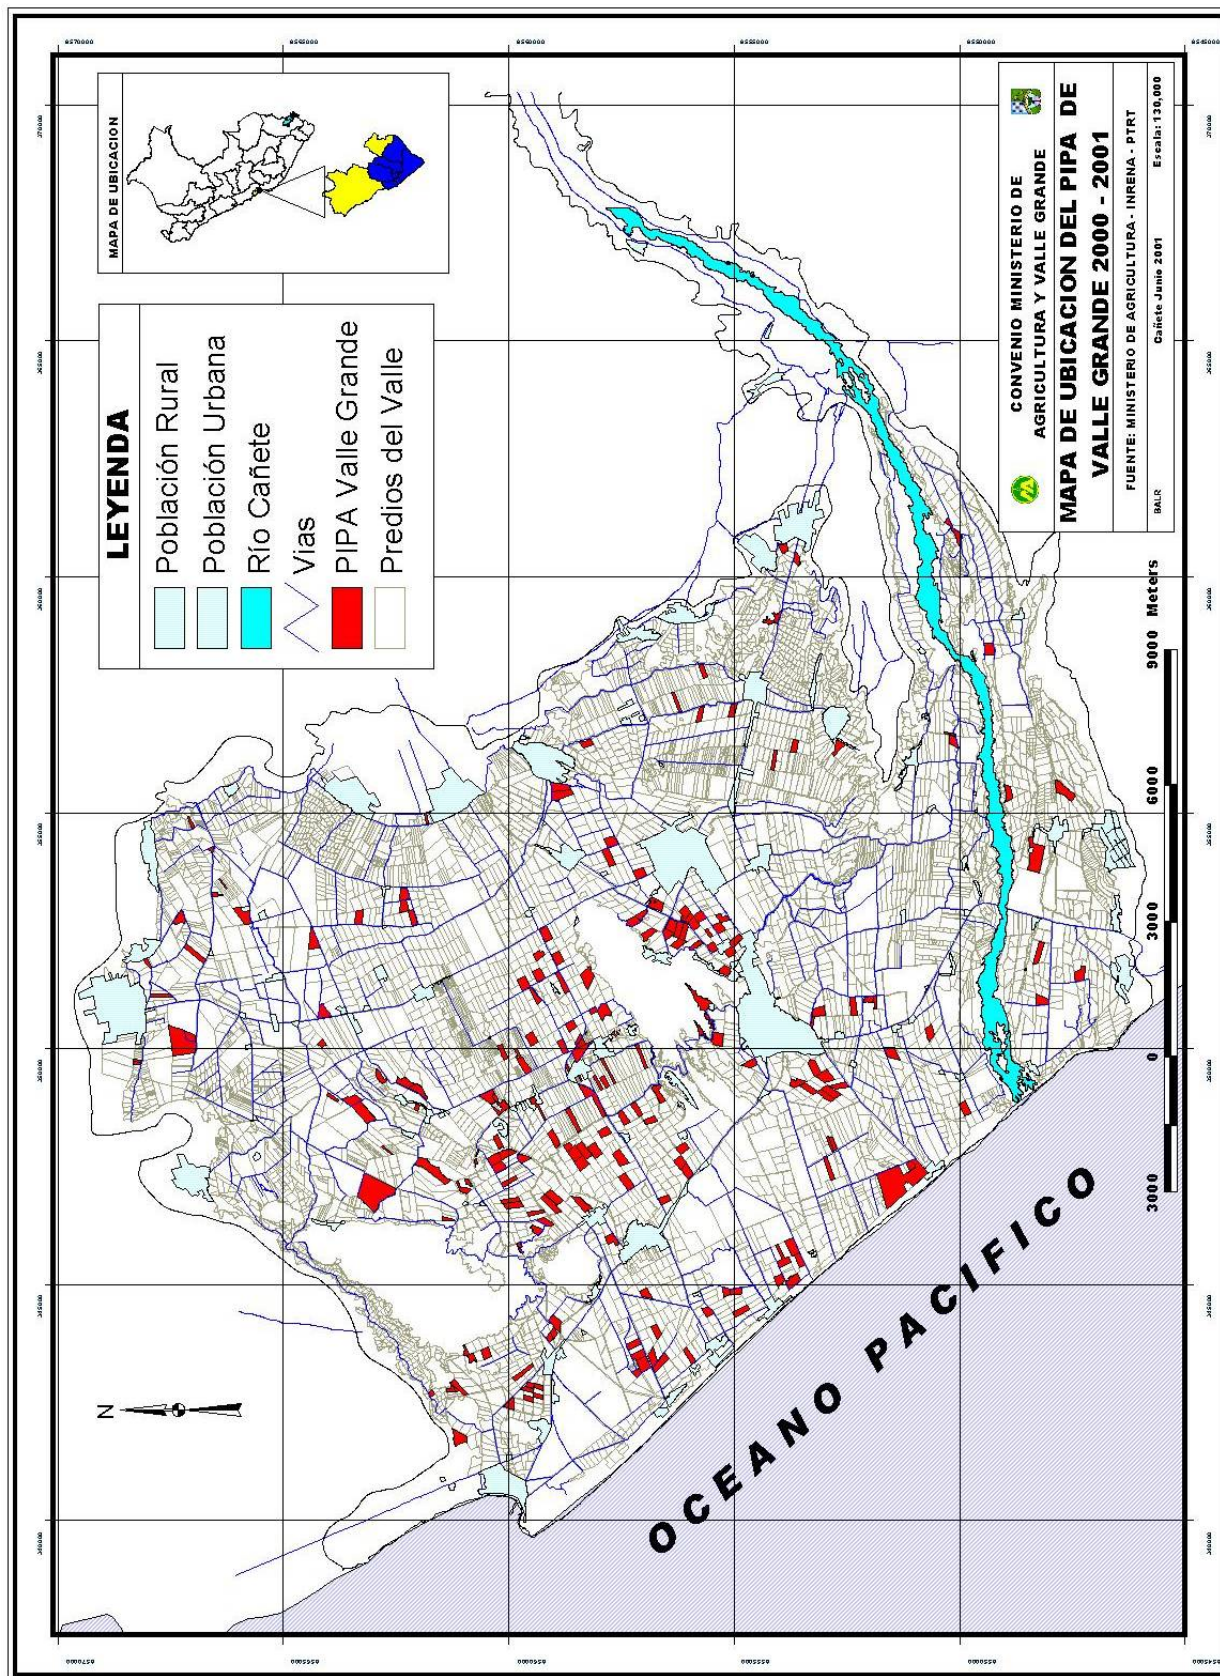 MAPA DE UBICACION
LEYENDA
Población Rural
Población Urbana
Río Cañete
Vias
PIPA Valle Grande
Predios del Valle
N
OCEANO PACIFICO
3000 0 3000 6000 9000 Meters
CONVENIO MINISTERIO DE
AGRICULTURA Y VALLE GRANDE
MAPA DE UBICACION DEL PIPA DE
VALLE GRANDE 2000 - 2001
FUENTE: MINISTERIO DE AGRICULTURA - INRENA - PTRT
BALR Cañete Junio 2001 Escala: 130,000